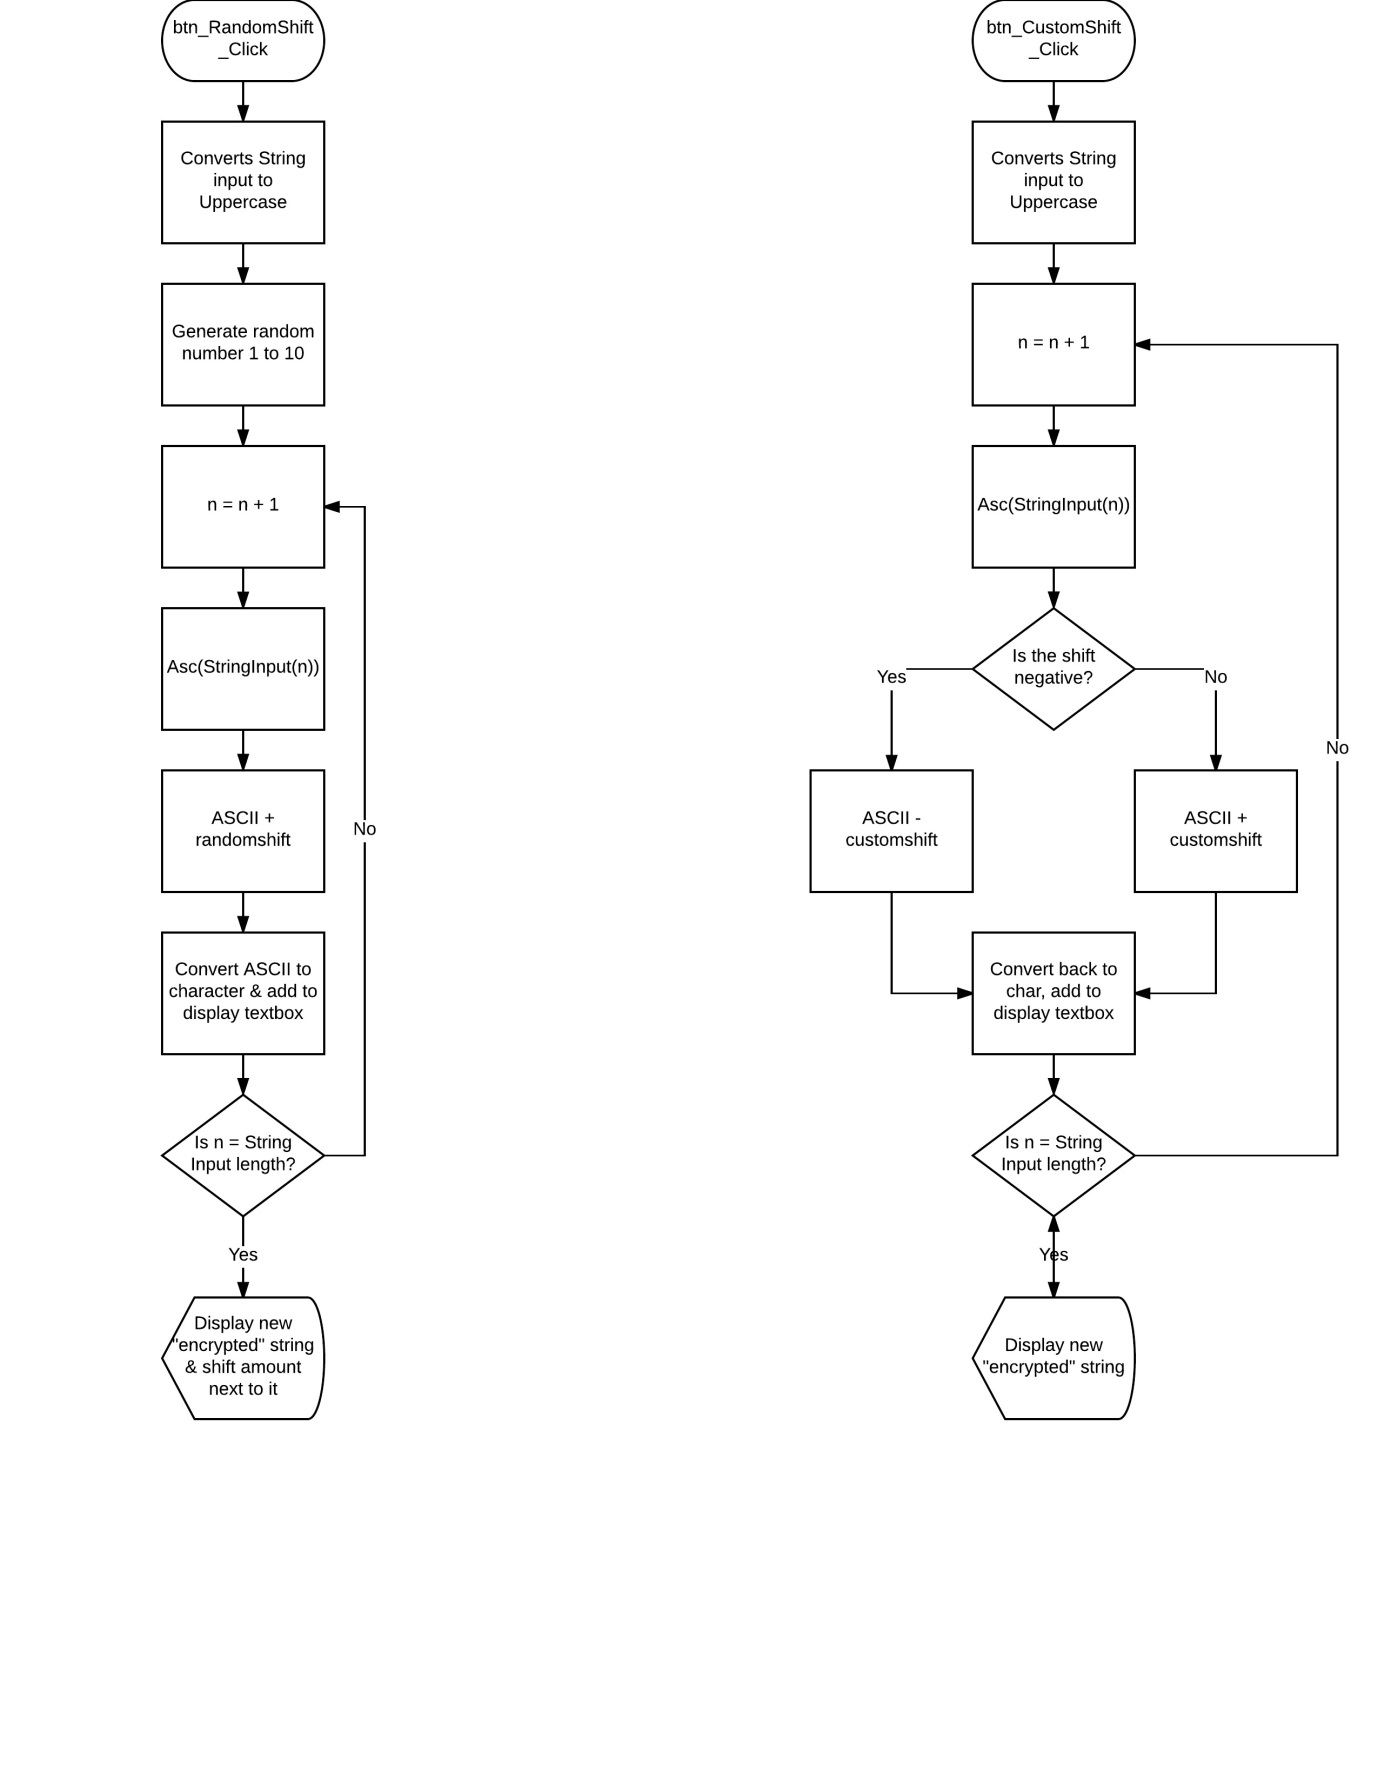 btn_RandomShift
_Click
Converts String
input to
Uppercase
Generate random
number 1 to 10
n = n + 1
Asc(StringInput(n))
ASCII +
randomshift
No
Convert ASCII to
character & add to
display textbox
Is n = String
Input length?
Yes
Display new
"encrypted" string
& shift amount
next to it
btn_CustomShift
_Click
Converts String
input to
Uppercase
n = n + 1
Asc(StringInput(n))
Is the shift
negative?
Yes
No
No
ASCII -
customshift
ASCII +
customshift
Convert back to
char, add to
display textbox
Is n = String
Input length?
Yes
Display new
"encrypted" string